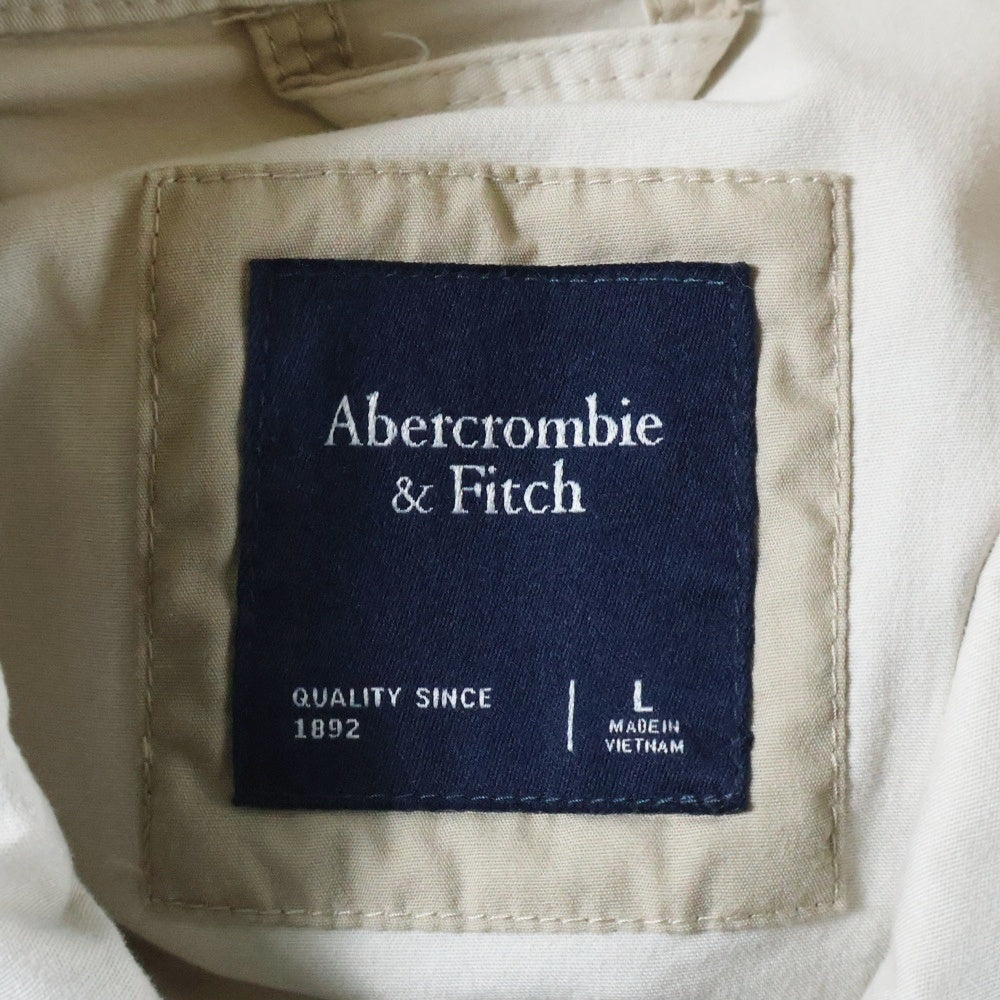 Abercrombie
& Fitch
QUALITY SINCE
1892
L
MADE IN
VIETNAM